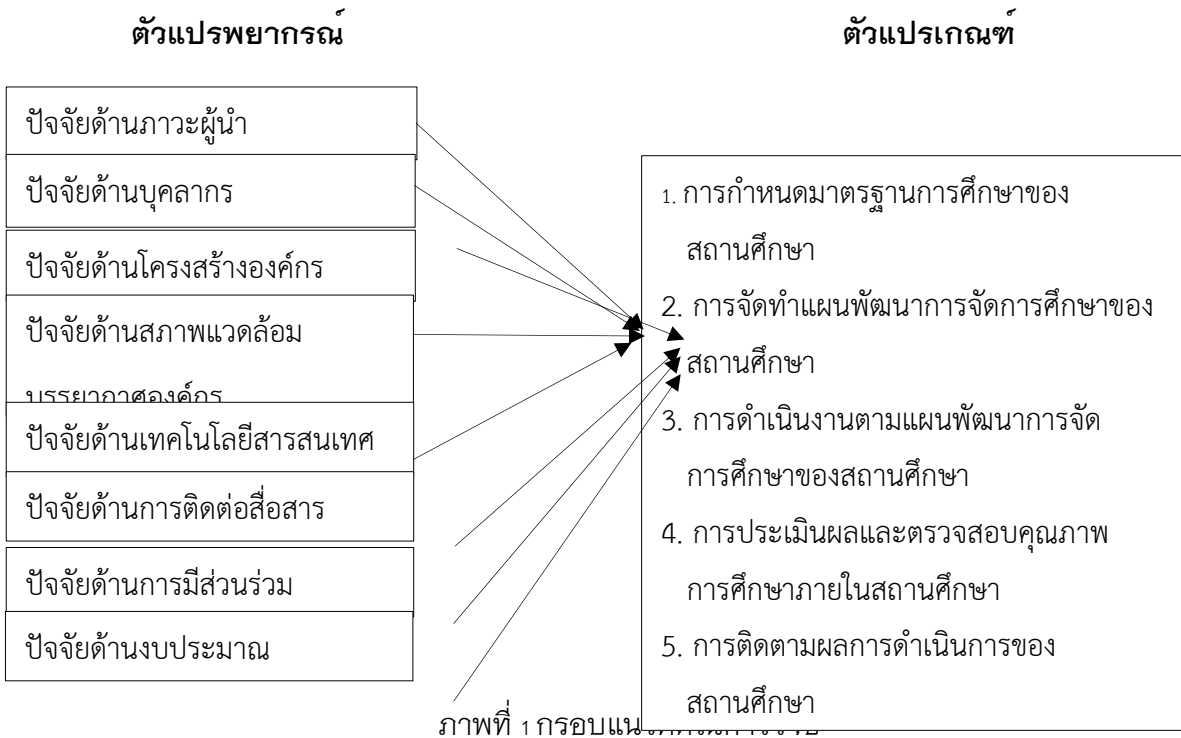 ตัวแปรพยากรณ์
ตัวแปรเกณฑ์
ปัจจัยด้านภาวะผู้นำ
ปัจจัยด้านบุคลากร
ปัจจัยด้านโครงสร้างองค์กร
ปัจจัยด้านสภาพแวดล้อม
บรรยากาศองค์กร
ปัจจัยด้านเทคโนโลยีสารสนเทศ
ปัจจัยด้านการติดต่อสื่อสาร
ปัจจัยด้านการมีส่วนร่วม
ปัจจัยด้านงบประมาณ
1. การกำหนดมาตรฐานการศึกษาของ
สถานศึกษา
2. การจัดทำแผนพัฒนาการจัดการศึกษาของ
สถานศึกษา
3. การดำเนินงานตามแผนพัฒนาการจัด
การศึกษาของสถานศึกษา
4. การประเมินผลและตรวจสอบคุณภาพ
การศึกษาภายในสถานศึกษา
5. การติดตามผลการดำเนินการของ
สถานศึกษา
ภาพที่ 1 กรอบแน